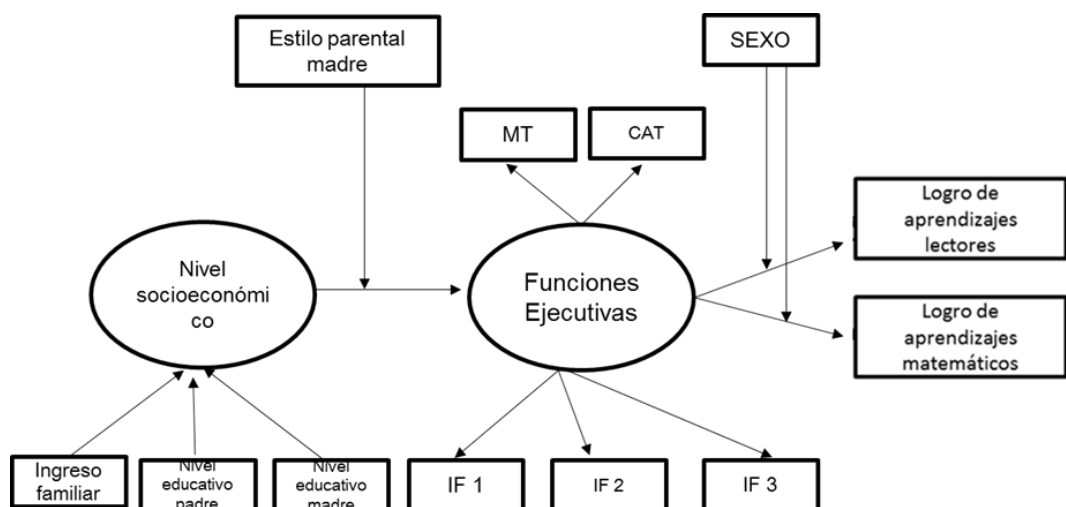 Estilo parental
madre
SEXO
MT
CAT
Logro de
aprendizajes
lectores
Nivel
socioeconómi
co
Funciones
Ejecutivas
Logro de
aprendizajes
matemáticos
Ingreso
familiar
Nivel
educativo
padre
Nivel
educativo
madre
IF 1
IF 2
IF 3